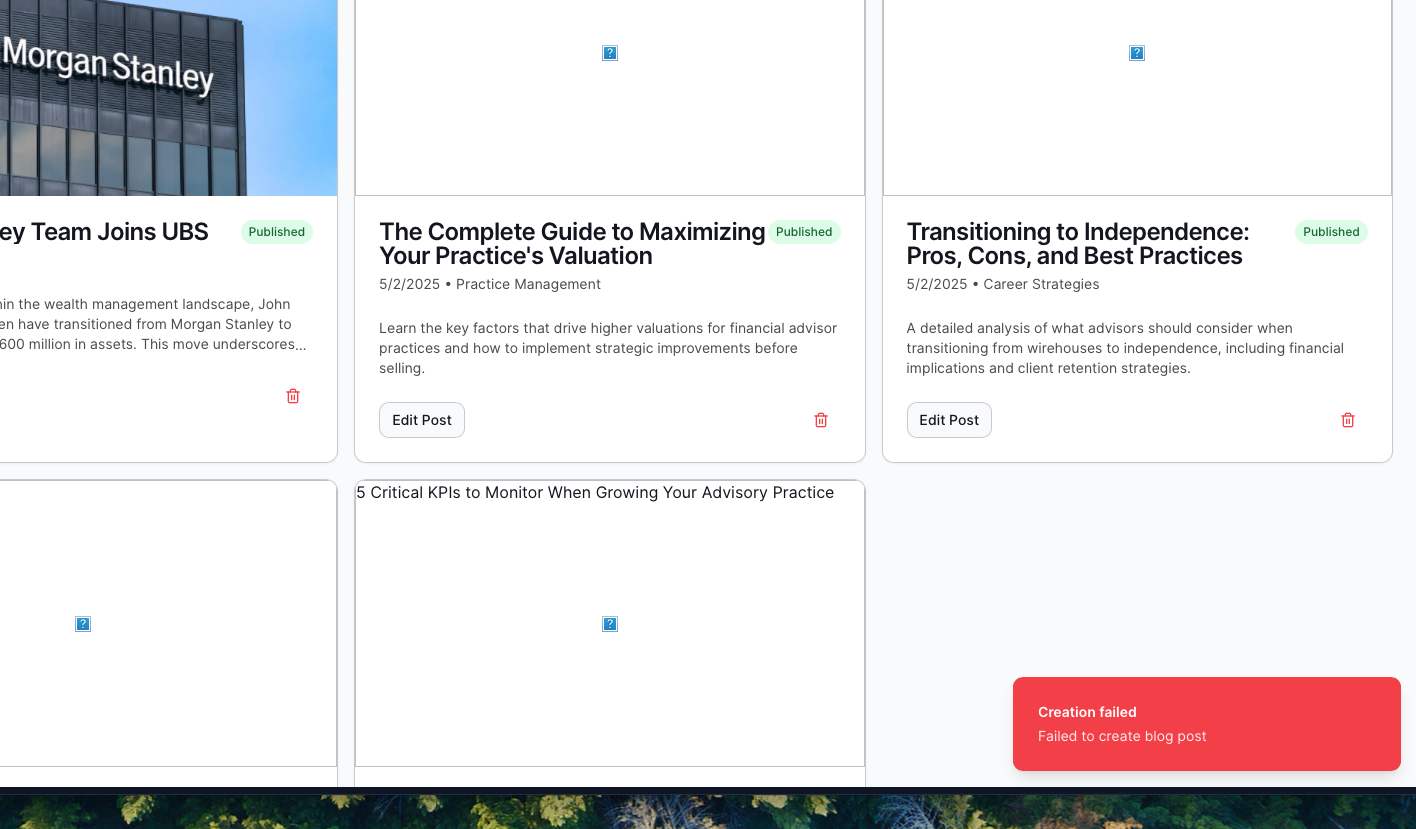 Morgan Stanley
ey Team Joins UBS
Published
in the wealth management landscape, John
en have transitioned from Morgan Stanley to
600 million in assets. This move underscores...
The Complete Guide to Maximizing
Your Practice's Valuation
Published
5/2/2025 • Practice Management
Learn the key factors that drive higher valuations for financial advisor
practices and how to implement strategic improvements before
selling.
Edit Post
Transitioning to Independence:
Pros, Cons, and Best Practices
Published
5/2/2025 • Career Strategies
A detailed analysis of what advisors should consider when
transitioning from wirehouses to independence, including financial
implications and client retention strategies.
Edit Post
5 Critical KPIs to Monitor When Growing Your Advisory Practice
Creation failed
Failed to create blog post